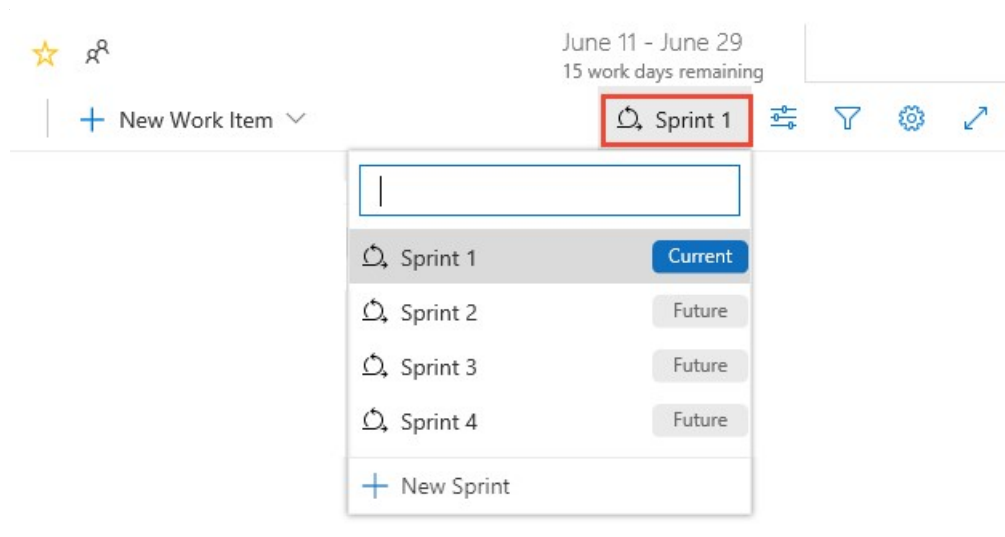 June 11 - June 29
15 work days remaining
New Work Item
Sprint 1
Sprint 1 Current
Sprint 2 Future
Sprint 3 Future
Sprint 4 Future
New Sprint